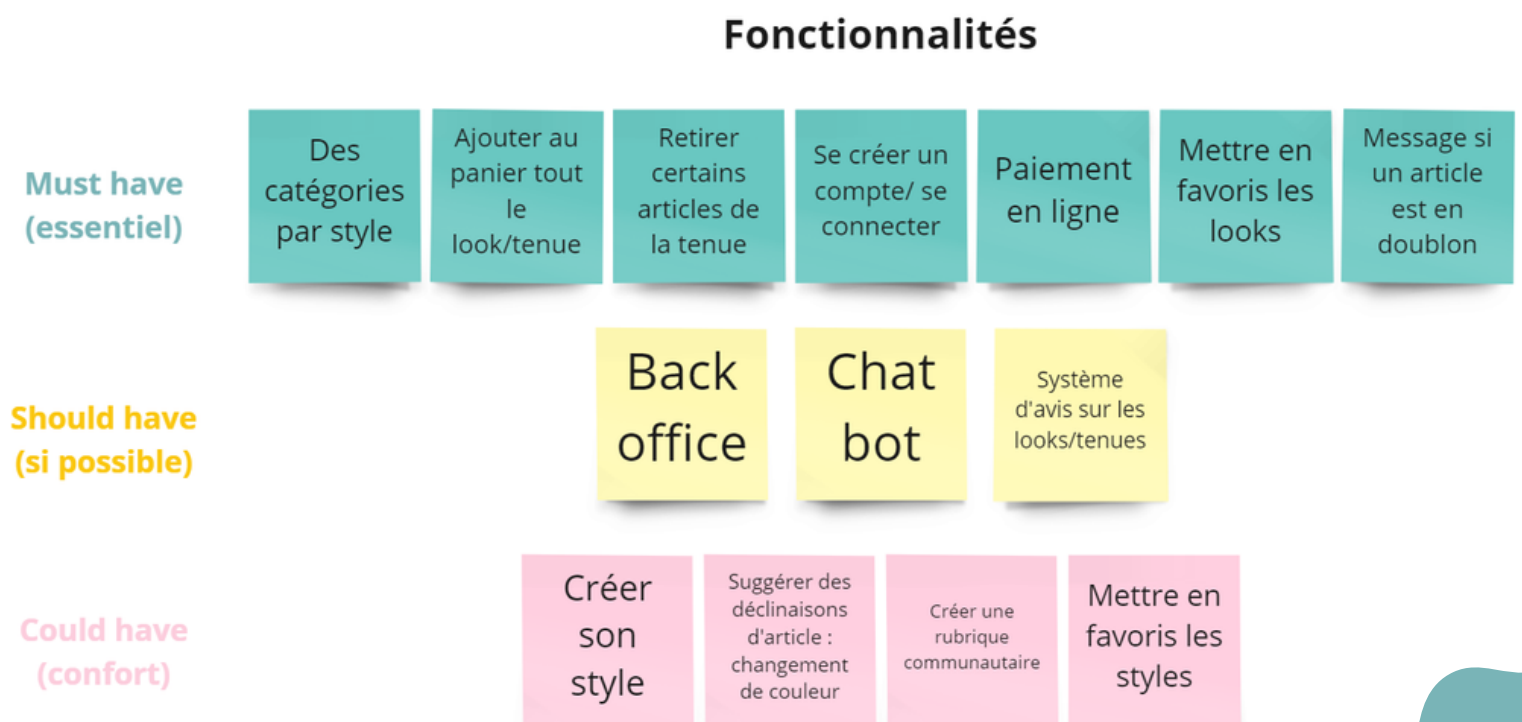 Fonctionnalités
Must have
(essentiel)
Des
catégories
par style
Ajouter au
panier tout
le
look/tenue
Retirer
certains
articles de
la tenue
Se créer un
compte/ se
connecter
Paiement
en ligne
Mettre en
favoris les
looks
Message si
un article
est en
doublon
Should have
(si possible)
Back
office
Chat
bot
Système
d'avis sur les
looks/tenues
Could have
(confort)
Créer
son
style
Suggérer des
déclinaisons
d'article :
changement
de couleur
Créer une
rubrique
communautaire
Mettre en
favoris les
styles